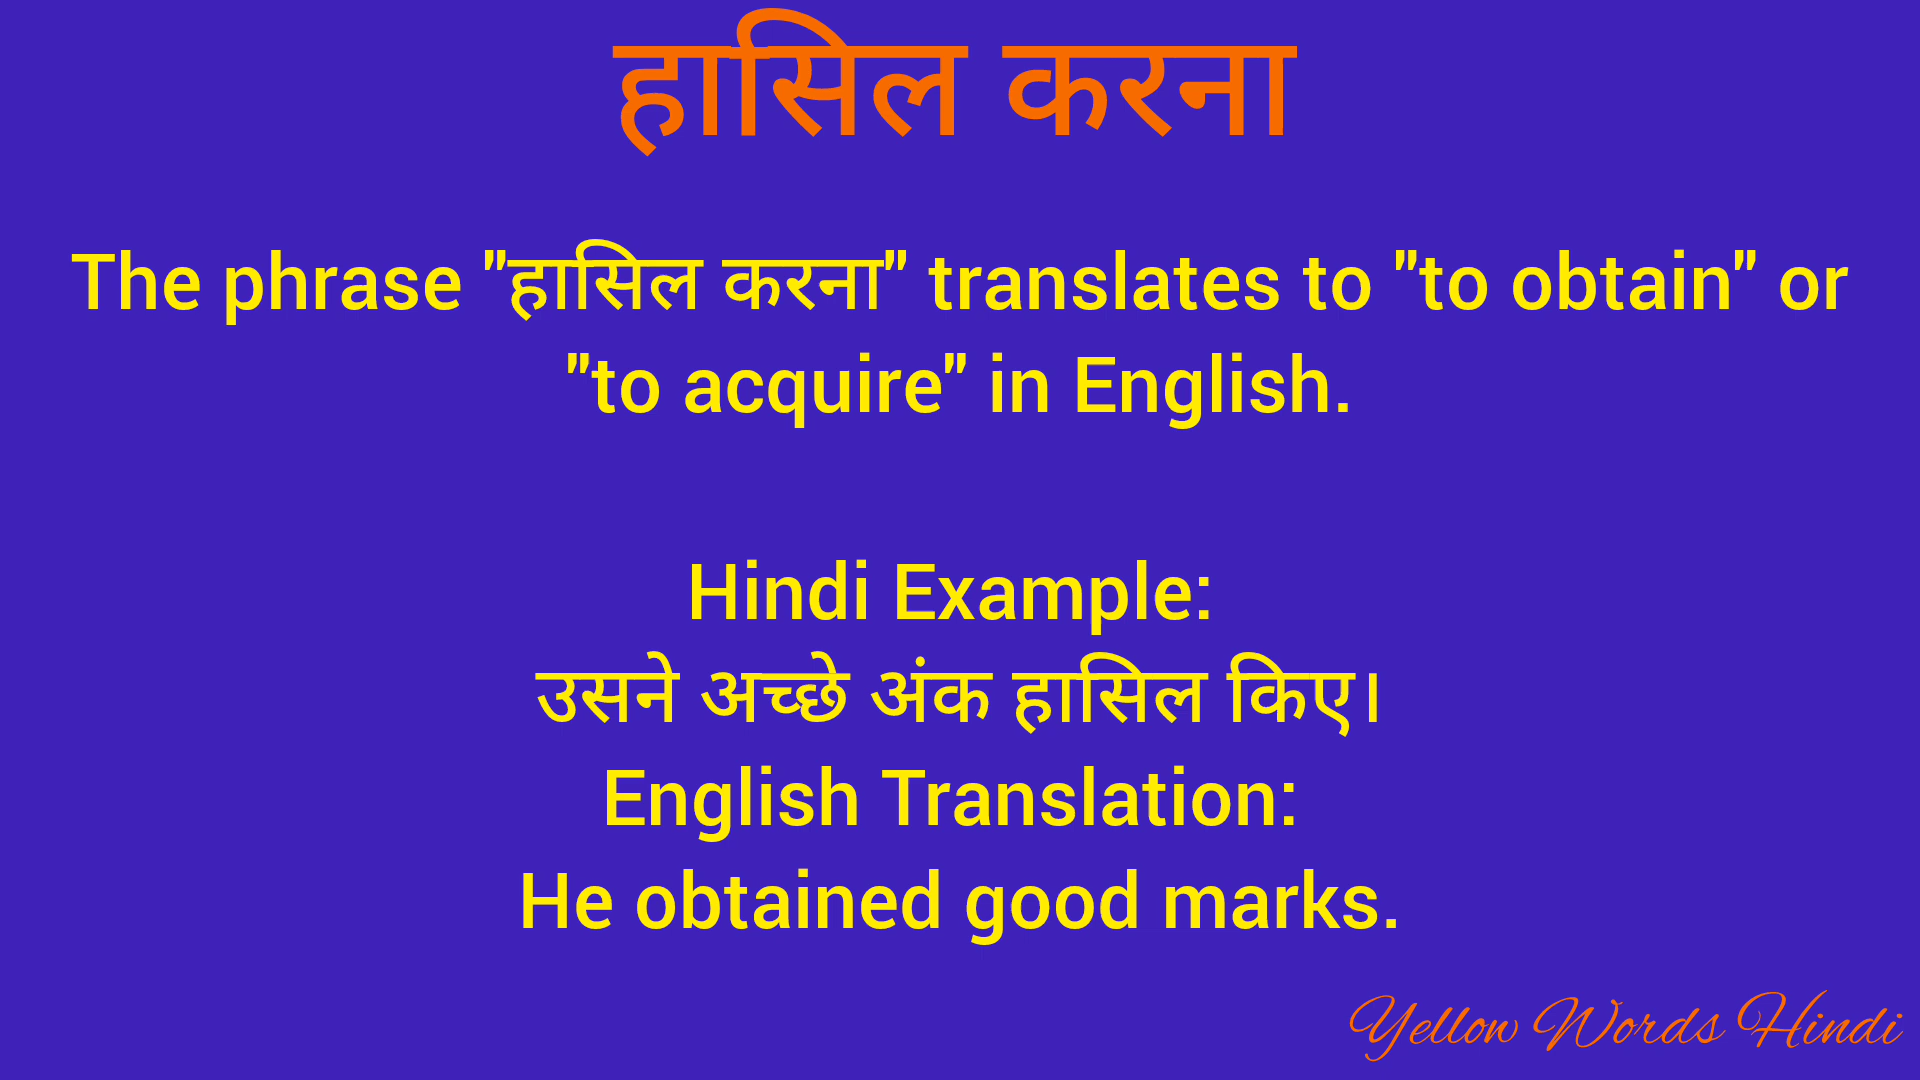 हासिल करना
The phrase "हासिल करना" translates to "to obtain" or
"to acquire" in English.
Hindi Example:
उसने अच्छे अंक हासिल किए।
English Translation:
He obtained good marks.
Yellow Words Hindi